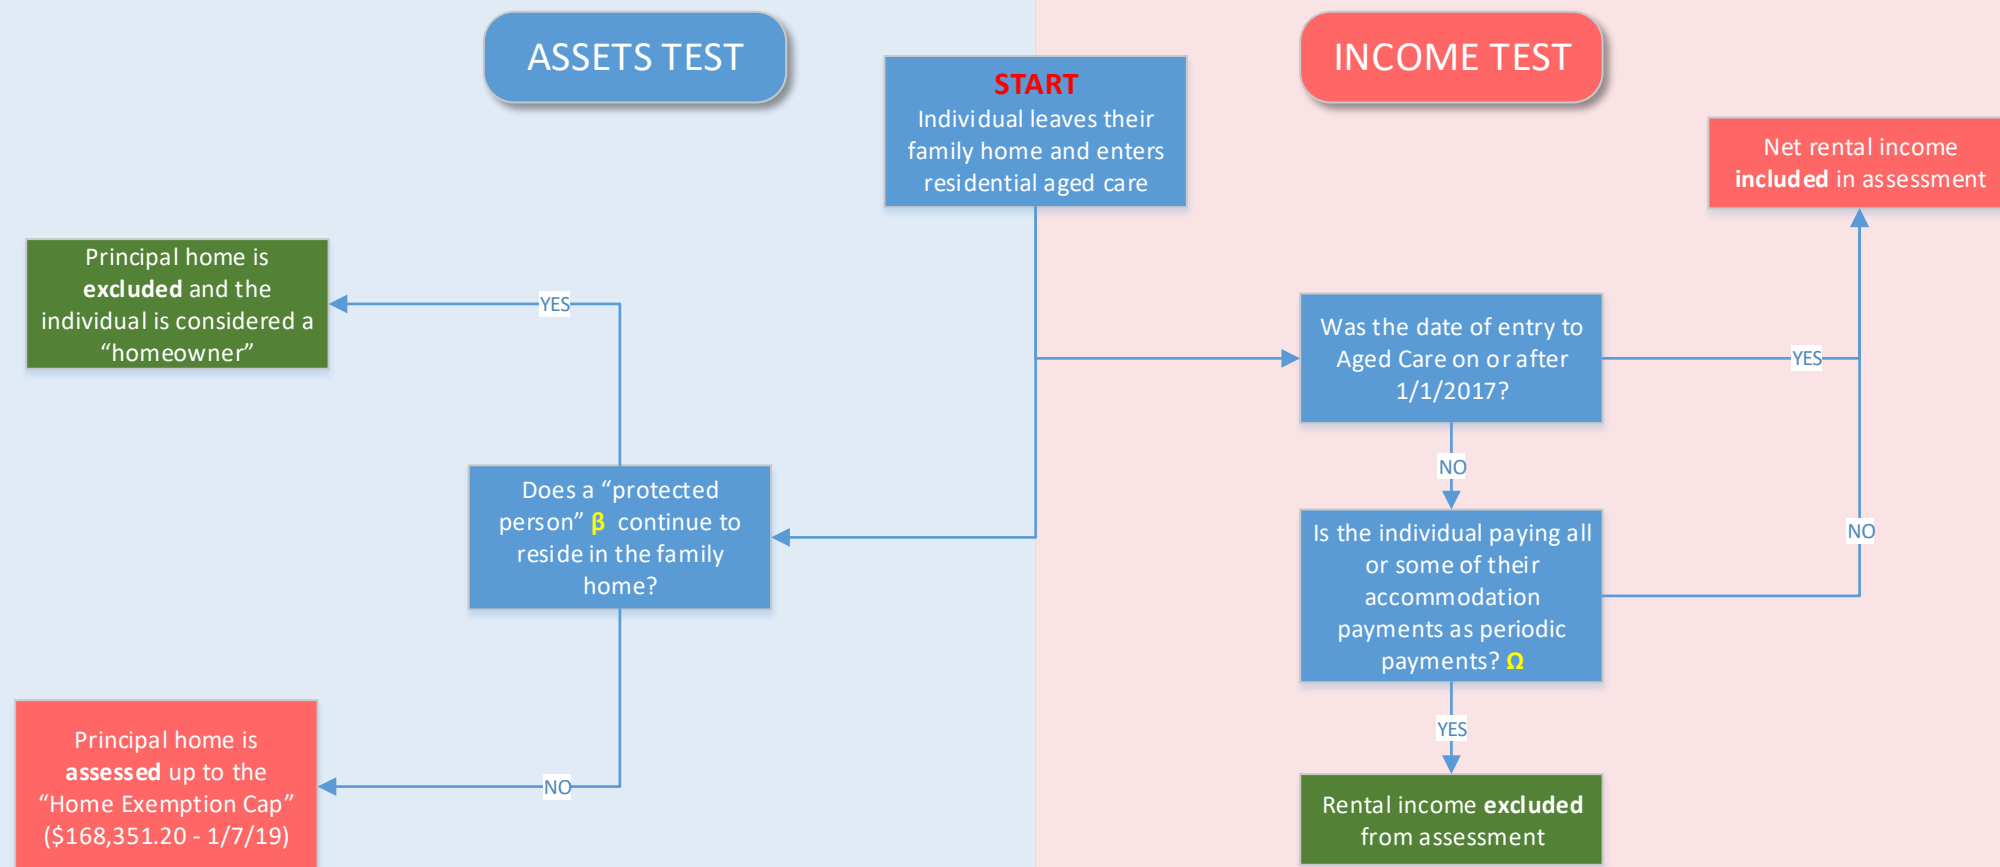 ASSETS TEST
INCOME TEST
START
Individual leaves their
family home and enters
residential aged care
Net rental income
included in assessment
Principal home is
excluded and the
individual is considered a
“homeowner”
YES
Was the date of entry to
Aged Care on or after
1/1/2017?
YES
NO
Does a “protected
person” β continue to
reside in the family
home?
Is the individual paying all
or some of their
accommodation
payments as periodic
payments? Ω
NO
YES
Principal home is
assessed up to the
“Home Exemption Cap”
($168,351.20 - 1/7/19)
NO
Rental income excluded
from assessment